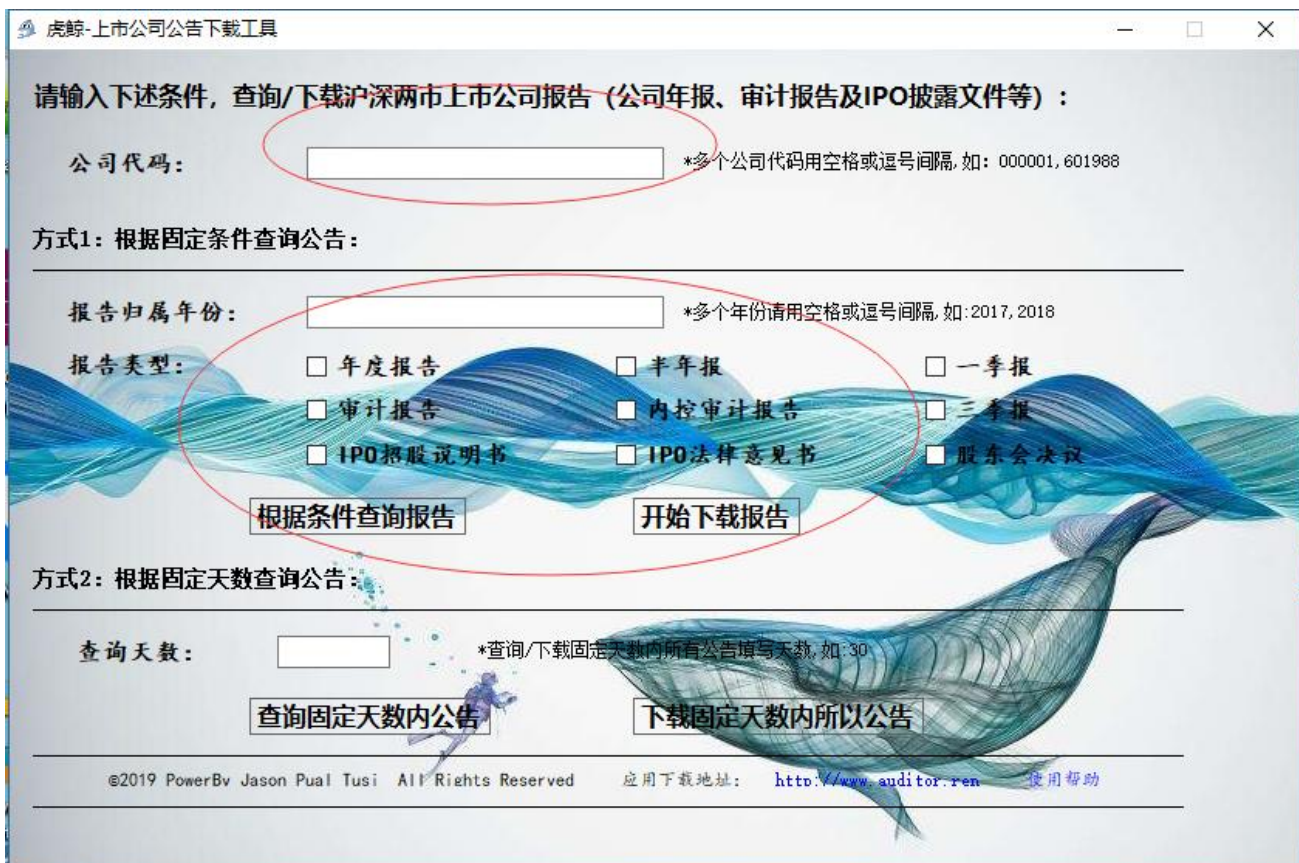 虎鲸-上市公司公告下载工具
请输入下述条件，查询/下载沪深两市上市公司报告（公司年报、审计报告及IPO披露文件等）：
公司代码： *多个公司代码用空格或逗号间隔,如: 000001,601988
方式1：根据固定条件查询公告：
报告归属年份： *多个年份请用空格或逗号间隔,如:2017,2018
报告类型： 年度报告 半年报 一季报
审计报告 内控审计报告 三季报
IPO招股说明书 IPO法律意见书 股东会决议
根据条件查询报告 开始下载报告
方式2：根据固定天数查询公告：
查询天数： *查询/下载固定天数内所有公告填写天数,如:30
查询固定天数内公告 下载固定天数内所以公告
©2019 PowerBy Jason Pual Tusi All Rights Reserved 应用下载地址： http://www.auditor.ren 使用帮助